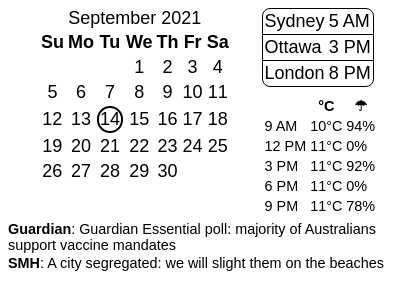 September 2021
Su Mo Tu We Th Fr Sa
1 2 3 4
5 6 7 8 9 10 11
12 13 14 15 16 17 18
19 20 21 22 23 24 25
26 27 28 29 30
Sydney 5 AM
Ottawa 3 PM
London 8 PM
°C ☂
9 AM 10°C 94%
12 PM 11°C 0%
3 PM 11°C 92%
6 PM 11°C 0%
9 PM 11°C 78%
Guardian: Guardian Essential poll: majority of Australians
support vaccine mandates
SMH: A city segregated: we will slight them on the beaches